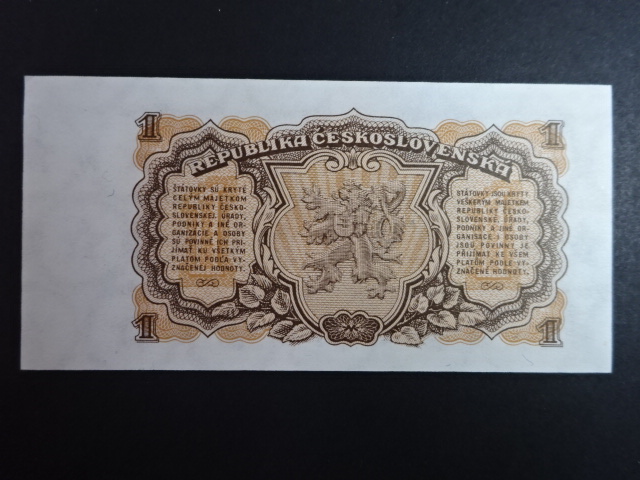 1
1
REPUBLIKA ČESKOSLOVENSKÁ
ŠTÁTOVKY SÚ KRYTÉ
CELÝM MAJETKOM
REPUBLIKY ČESKO-
SLOVENSKEJ. ÚRADY,
PODNIKY A INÉ OR-
GANIZÁCIE A OSOBY
SÚ POVINNÉ ICH PRI-
JÍMAŤ KU VŠETKÝM
PLATOM PODĽA VY-
ZNAČENEJ HODNOTY.
STÁTOVKY JSOU KRYTY
VEŠKERÝM MAJETKEM
REPUBLIKY ČESKO-
SLOVENSKÉ. ÚŘADY,
PODNIKY A JINÉ OR-
GANISACE I OSOBY
JSOU POVINNY JE
PŘIJÍMAT KE VŠEM
PLATŮM PODLE VY-
ZNAČENÉ HODNOTY.
1
1